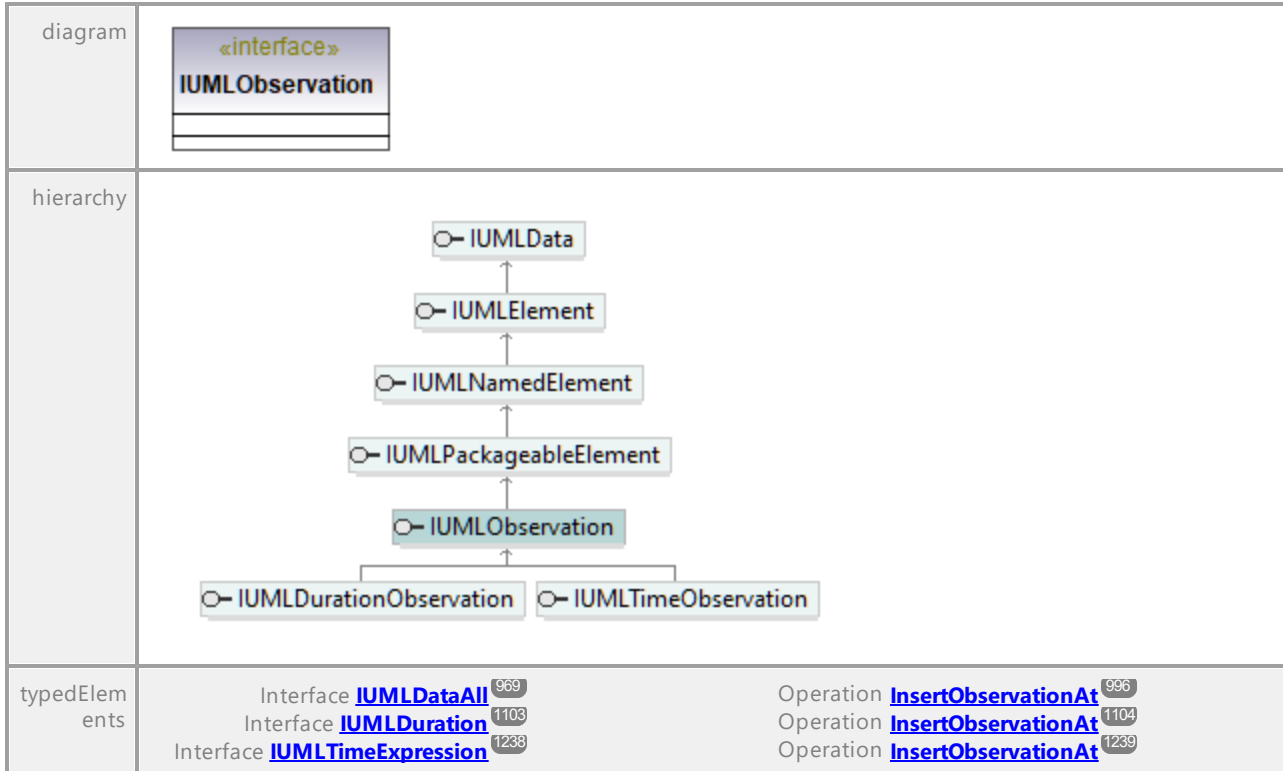 diagram
«interface»
IUMLObservation
hierarchy
IUMLData
IUMLElement
IUMLNamedElement
IUMLPackageableElement
IUMLObservation
IUMLDurationObservation IUMLTimeObservation
typedElem
ents
Interface IUMLDataAll 969 Operation InsertObservationAt 996
Interface IUMLDuration 1103 Operation InsertObservationAt 1104
Interface IUMLTimeExpression 1238 Operation InsertObservationAt 1239